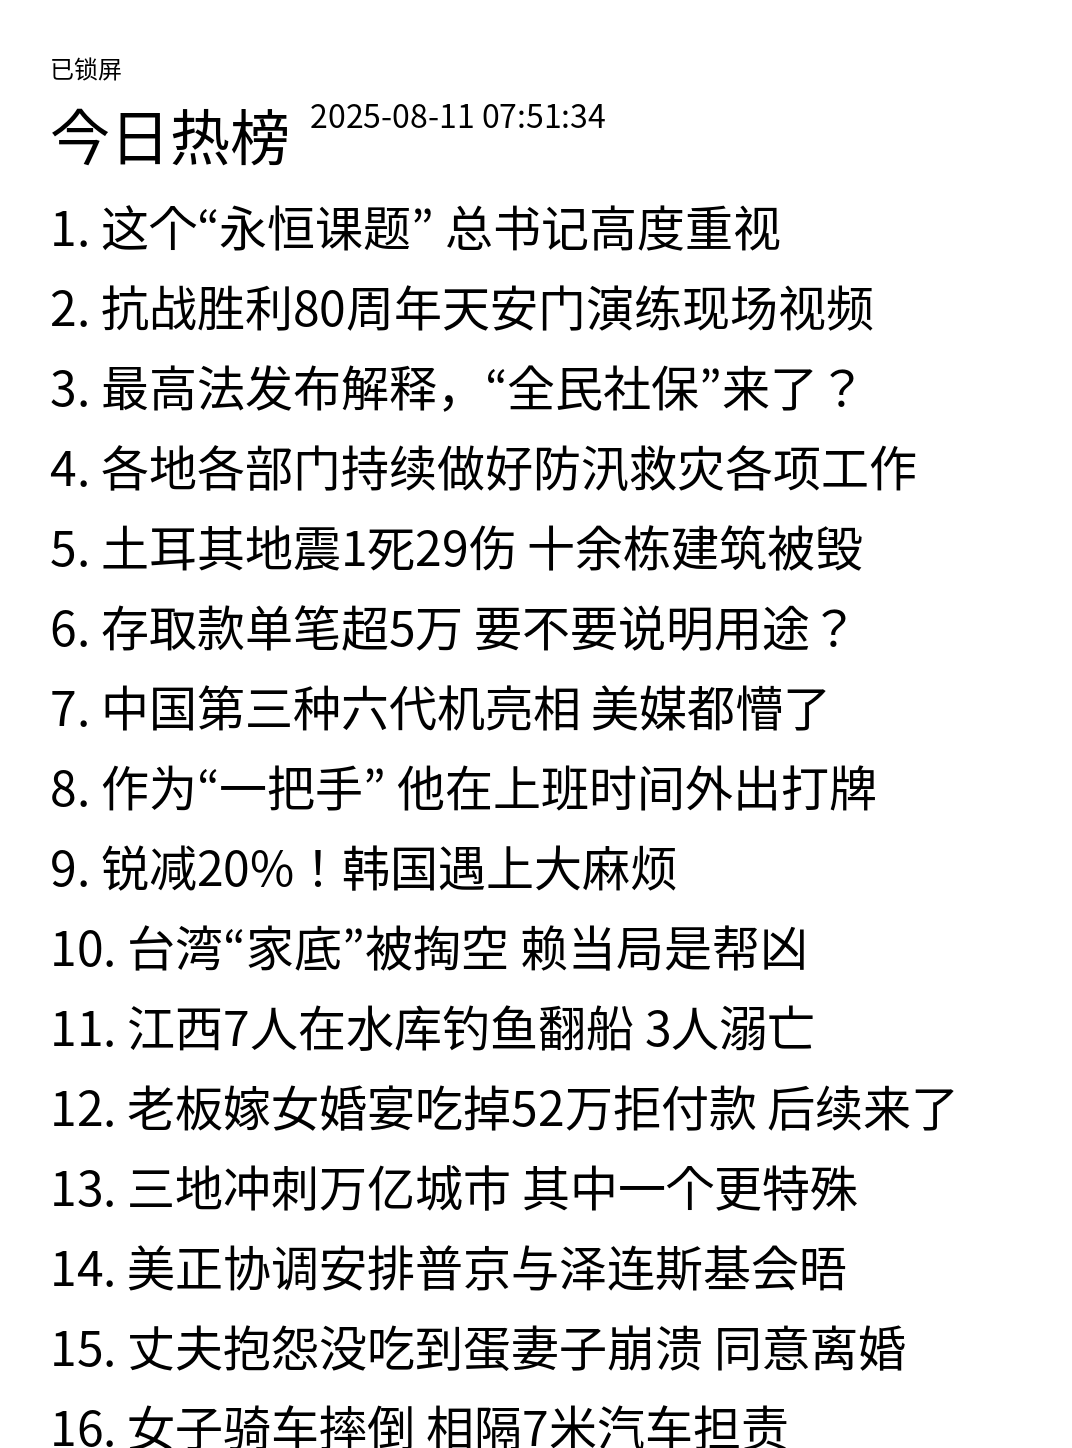 已锁屏
今日热榜 2025-08-11 07:51:34
1. 这个“永恒课题” 总书记高度重视
2. 抗战胜利80周年天安门演练现场视频
3. 最高法发布解释，“全民社保”来了？
4. 各地各部门持续做好防汛救灾各项工作
5. 土耳其地震1死29伤 十余栋建筑被毁
6. 存取款单笔超5万 要不要说明用途？
7. 中国第三种六代机亮相 美媒都懵了
8. 作为“一把手” 他在上班时间外出打牌
9. 锐减20%！韩国遇上大麻烦
10. 台湾“家底”被掏空 赖当局是帮凶
11. 江西7人在水库钓鱼翻船 3人溺亡
12. 老板嫁女婚宴吃掉52万拒付款 后续来了
13. 三地冲刺万亿城市 其中一个更特殊
14. 美正协调安排普京与泽连斯基会晤
15. 丈夫抱怨没吃到蛋妻子崩溃 同意离婚
16. 女子骑车摔倒 相隔7米汽车担责